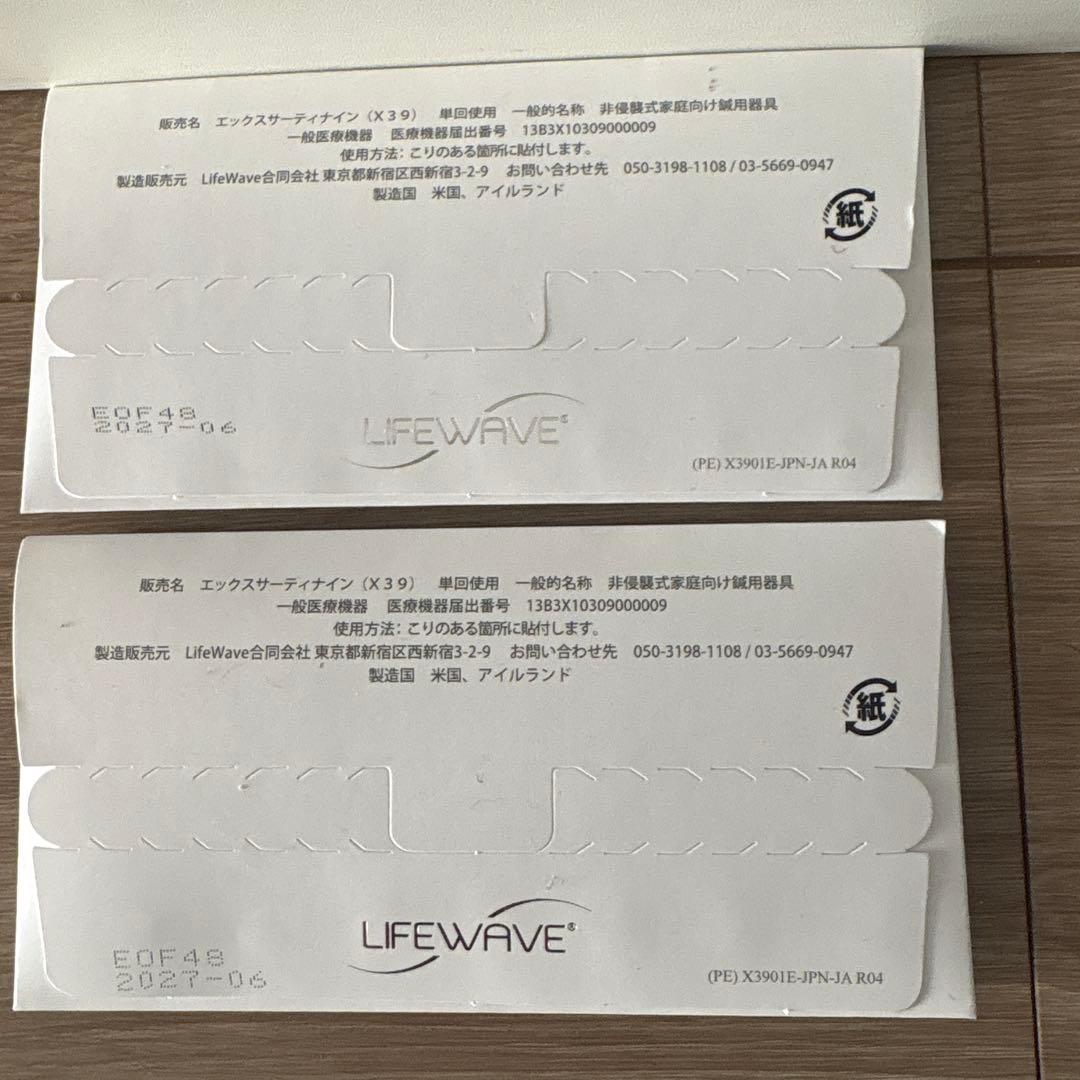 販売名 エックスサーティナイン（X39） 単回使用 一般的名称 非侵襲式家庭向け鍼用器具
一般医療機器 医療機器届出番号 13B3X10309000009
使用方法：こりのある箇所に貼付します。
製造販売元 LifeWave合同会社 東京都新宿区西新宿3-2-9 お問い合わせ先 050-3198-1108 / 03-5669-0947
製造国 米国、アイルランド
紙
EOF48
2027-06
LIFEWAVE®
(PE) X3901E-JPN-JA R04
販売名 エックスサーティナイン（X39） 単回使用 一般的名称 非侵襲式家庭向け鍼用器具
一般医療機器 医療機器届出番号 13B3X10309000009
使用方法：こりのある箇所に貼付します。
製造販売元 LifeWave合同会社 東京都新宿区西新宿3-2-9 お問い合わせ先 050-3198-1108 / 03-5669-0947
製造国 米国、アイルランド
紙
LIFEWAVE®
EOF48
2027-06
(PE) X3901E-JPN-JA R04